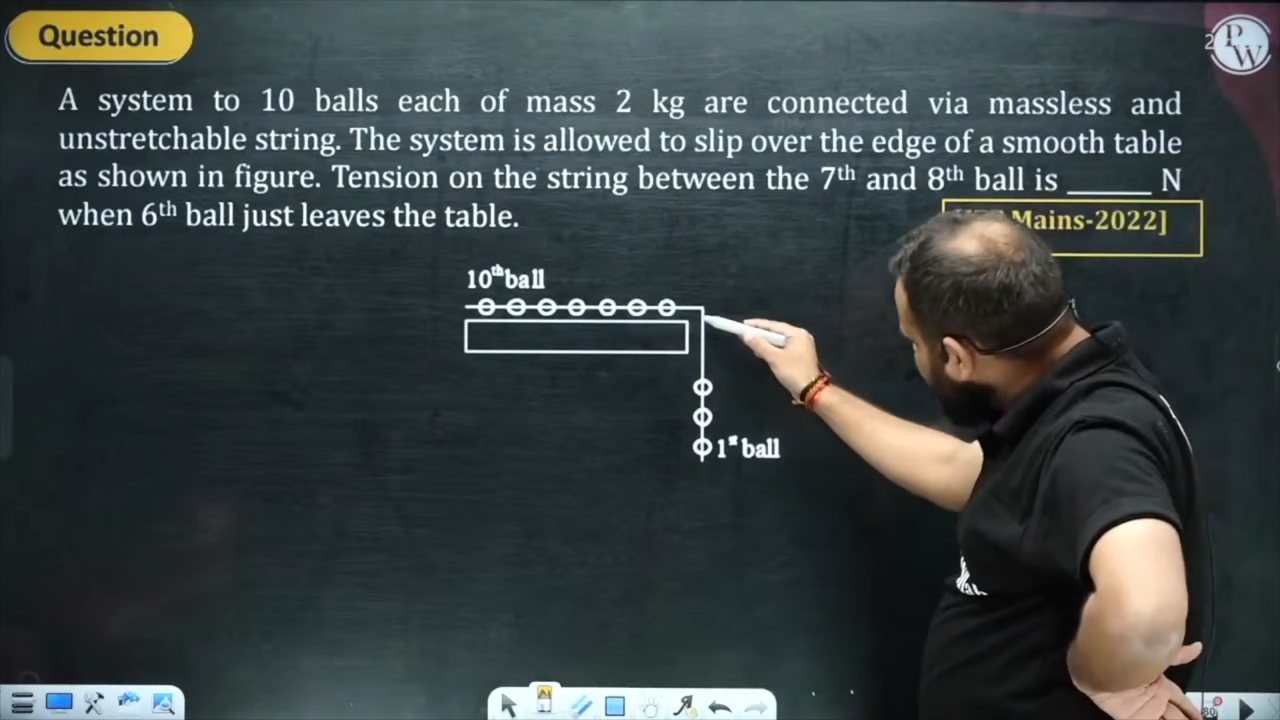 Question
A system to 10 balls each of mass 2 kg are connected via massless and
unstretchable string. The system is allowed to slip over the edge of a smooth table
as shown in figure. Tension on the string between the 7th and 8th ball is ______ N
when 6th ball just leaves the table.
Mains-2022]
10th ball
1st ball
PW
2
80